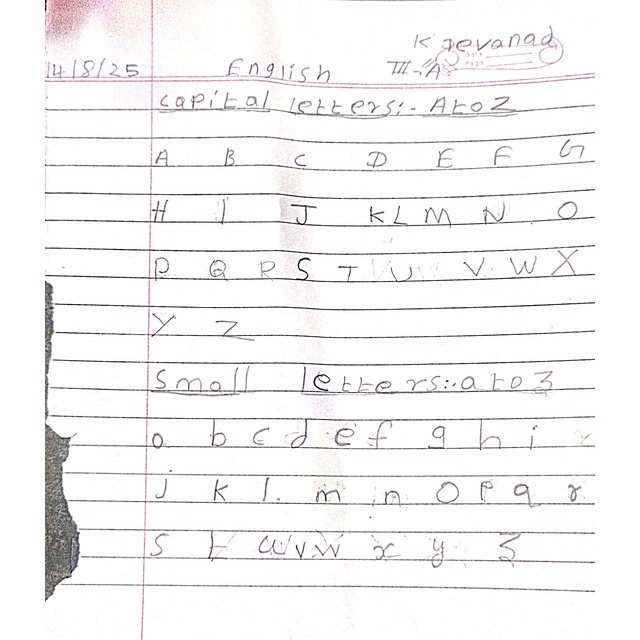 K Jevanad
14/8/25 English III-'A'
Capital letters:- A to Z
A B C D E F G
H I J K L M N O
P Q R S T U V W X
Y Z
Small letters:- a to z
a b c d e f g h i
j k l. m n o p q r
s t u v w x y z